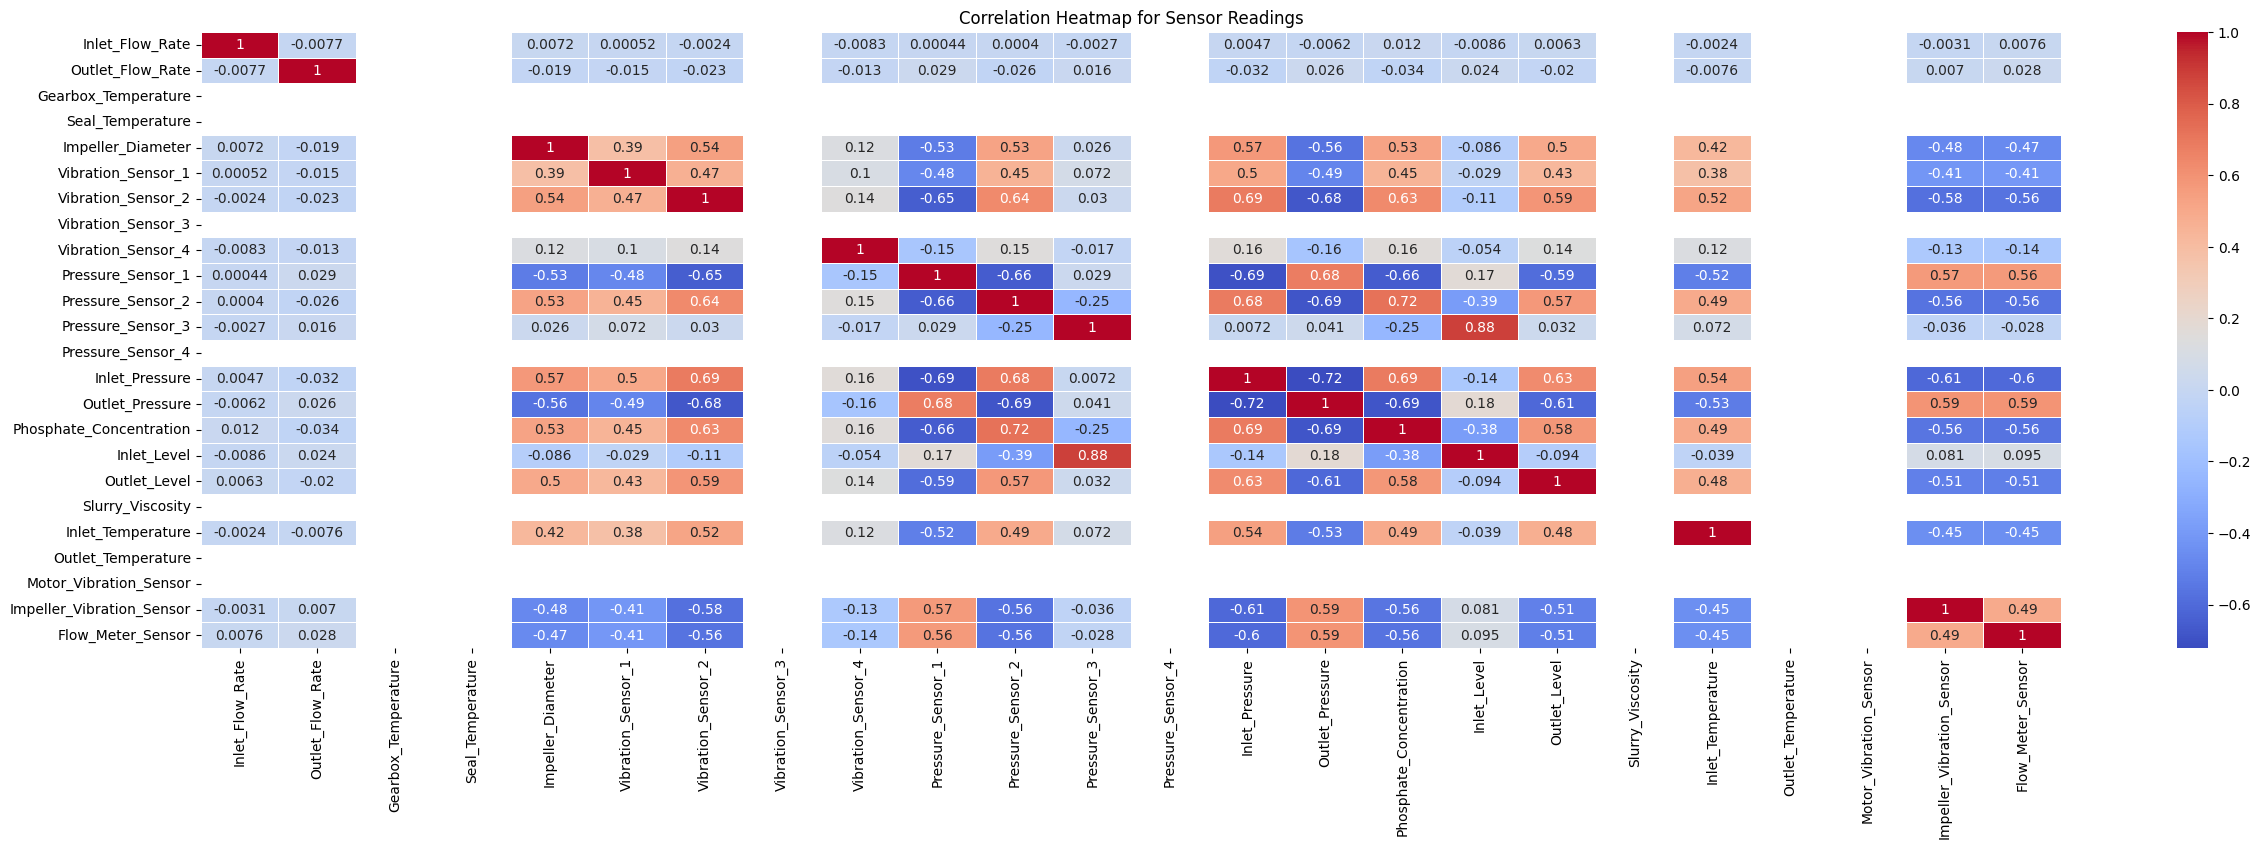 Correlation Heatmap for Sensor Readings
Inlet_Flow_Rate 1 -0.0077 0.0072 0.00052 -0.0024 -0.0083 0.00044 0.0004 -0.0027 0.0047 -0.0062 0.012 -0.0086 0.0063 -0.0024 -0.0031 0.0076
Outlet_Flow_Rate -0.0077 1 -0.019 -0.015 -0.023 -0.013 0.029 -0.026 0.016 -0.032 0.026 -0.034 0.024 -0.02 -0.0076 0.007 0.028
Gearbox_Temperature
Seal_Temperature
Impeller_Diameter 0.0072 -0.019 1 0.39 0.54 0.12 -0.53 0.53 0.026 0.57 -0.56 0.53 -0.086 0.5 0.42 -0.48 -0.47
Vibration_Sensor_1 0.00052 -0.015 0.39 1 0.47 0.1 -0.48 0.45 0.072 0.5 -0.49 0.45 -0.029 0.43 0.38 -0.41 -0.41
Vibration_Sensor_2 -0.0024 -0.023 0.54 0.47 1 0.14 -0.65 0.64 0.03 0.69 -0.68 0.63 -0.11 0.59 0.52 -0.58 -0.56
Vibration_Sensor_3
Vibration_Sensor_4 -0.0083 -0.013 0.12 0.1 0.14 1 -0.15 0.15 -0.017 0.16 -0.16 0.16 -0.054 0.14 0.12 -0.13 -0.14
Pressure_Sensor_1 0.00044 0.029 -0.53 -0.48 -0.65 -0.15 1 -0.66 0.029 -0.69 0.68 -0.66 0.17 -0.59 -0.52 0.57 0.56
Pressure_Sensor_2 0.0004 -0.026 0.53 0.45 0.64 0.15 -0.66 1 -0.25 0.68 -0.69 0.72 -0.39 0.57 0.49 -0.56 -0.56
Pressure_Sensor_3 -0.0027 0.016 0.026 0.072 0.03 -0.017 0.029 -0.25 1 0.0072 0.041 -0.25 0.88 0.032 0.072 -0.036 -0.028
Pressure_Sensor_4
Inlet_Pressure 0.0047 -0.032 0.57 0.5 0.69 0.16 -0.69 0.68 0.0072 1 -0.72 0.69 -0.14 0.63 0.54 -0.61 -0.6
Outlet_Pressure -0.0062 0.026 -0.56 -0.49 -0.68 -0.16 0.68 -0.69 0.041 -0.72 1 -0.69 0.18 -0.61 -0.53 0.59 0.59
Phosphate_Concentration 0.012 -0.034 0.53 0.45 0.63 0.16 -0.66 0.72 -0.25 0.69 -0.69 1 -0.38 0.58 0.49 -0.56 -0.56
Inlet_Level -0.0086 0.024 -0.086 -0.029 -0.11 -0.054 0.17 -0.39 0.88 -0.14 0.18 -0.38 1 -0.094 -0.039 0.081 0.095
Outlet_Level 0.0063 -0.02 0.5 0.43 0.59 0.14 -0.59 0.57 0.032 0.63 -0.61 0.58 -0.094 1 0.48 -0.51 -0.51
Slurry_Viscosity
Inlet_Temperature -0.0024 -0.0076 0.42 0.38 0.52 0.12 -0.52 0.49 0.072 0.54 -0.53 0.49 -0.039 0.48 1 -0.45 -0.45
Outlet_Temperature
Motor_Vibration_Sensor
Impeller_Vibration_Sensor -0.0031 0.007 -0.48 -0.41 -0.58 -0.13 0.57 -0.56 -0.036 -0.61 0.59 -0.56 0.081 -0.51 -0.45 1 0.49
Flow_Meter_Sensor 0.0076 0.028 -0.47 -0.41 -0.56 -0.14 0.56 -0.56 -0.028 -0.6 0.59 -0.56 0.095 -0.51 -0.45 0.49 1
Inlet_Flow_Rate
Outlet_Flow_Rate
Gearbox_Temperature
Seal_Temperature
Impeller_Diameter
Vibration_Sensor_1
Vibration_Sensor_2
Vibration_Sensor_3
Vibration_Sensor_4
Pressure_Sensor_1
Pressure_Sensor_2
Pressure_Sensor_3
Pressure_Sensor_4
Inlet_Pressure
Outlet_Pressure
Phosphate_Concentration
Inlet_Level
Outlet_Level
Slurry_Viscosity
Inlet_Temperature
Outlet_Temperature
Motor_Vibration_Sensor
Impeller_Vibration_Sensor
Flow_Meter_Sensor
1.0
0.8
0.6
0.4
0.2
0.0
−0.2
−0.4
−0.6